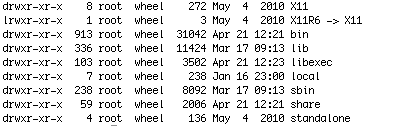 drwxr-xr-x 8 root wheel 272 May 4 2010 X11
lrwxr-xr-x 1 root wheel 3 May 4 2010 X11R6 -> X11
drwxr-xr-x 913 root wheel 31042 Apr 21 12:21 bin
drwxr-xr-x 336 root wheel 11424 Mar 17 09:13 lib
drwxr-xr-x 103 root wheel 3502 Apr 21 12:23 libexec
drwxr-xr-x 7 root wheel 238 Jan 16 23:00 local
drwxr-xr-x 238 root wheel 8092 Mar 17 09:13 sbin
drwxr-xr-x 59 root wheel 2006 Apr 21 12:23 share
drwxr-xr-x 4 root wheel 136 May 4 2010 standalone